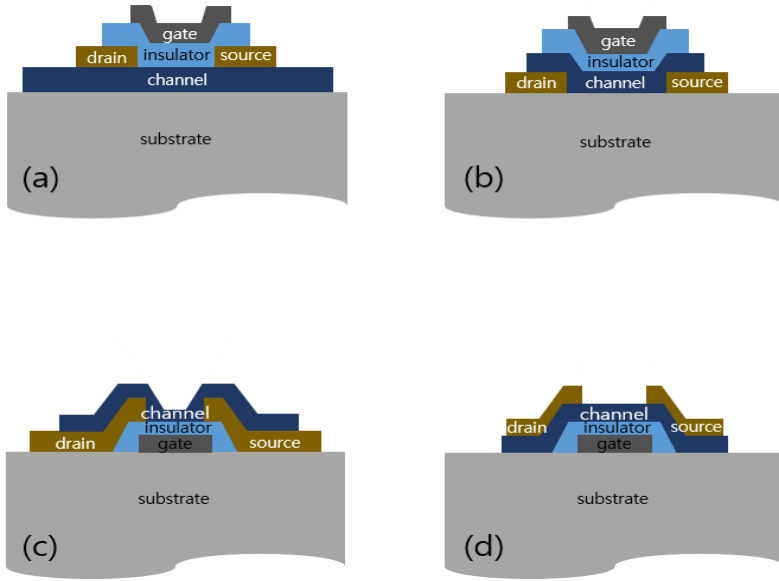 gate
drain insulator source
channel
substrate
(a)
gate
insulator
drain channel source
substrate
(b)
channel
insulator
drain gate source
substrate
(c)
channel
drain insulator source
gate
substrate
(d)